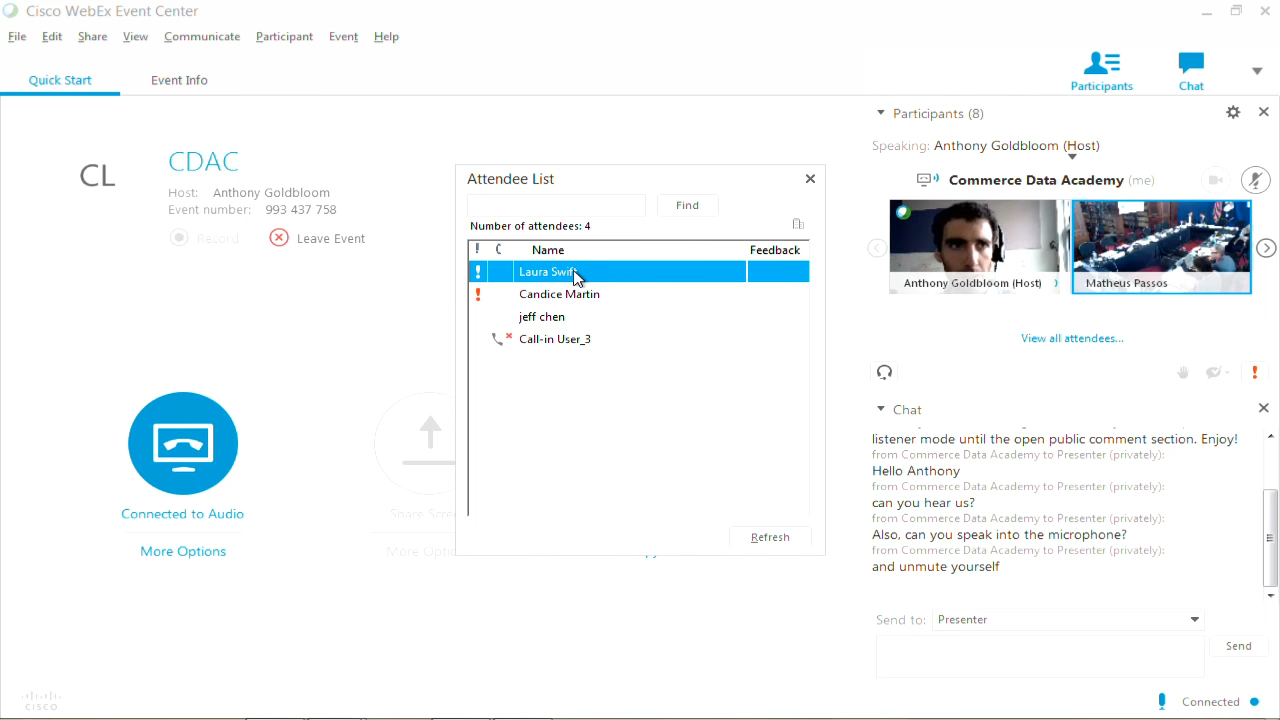 Cisco WebEx Event Center
File Edit Share View Communicate Participant Event Help
Quick Start Event Info
Participants Chat
CL
CDAC
Host: Anthony Goldbloom
Event number: 993 437 758
Record Leave Event
Connected to Audio
More Options
Share Scre
More Opti
Attendee List
Find
Number of attendees: 4
Name Feedback
Laura Swif
Candice Martin
jeff chen
Call-in User_3
Refresh
Participants (8)
Speaking: Anthony Goldbloom (Host)
Commerce Data Academy (me)
Anthony Goldbloom (Host) Matheus Passos
View all attendees...
Chat
listener mode until the open public comment section. Enjoy!
from Commerce Data Academy to Presenter (privately):
Hello Anthony
from Commerce Data Academy to Presenter (privately):
can you hear us?
from Commerce Data Academy to Presenter (privately):
Also, can you speak into the microphone?
from Commerce Data Academy to Presenter (privately):
and unmute yourself
Send to: Presenter
Send
CISCO
Connected